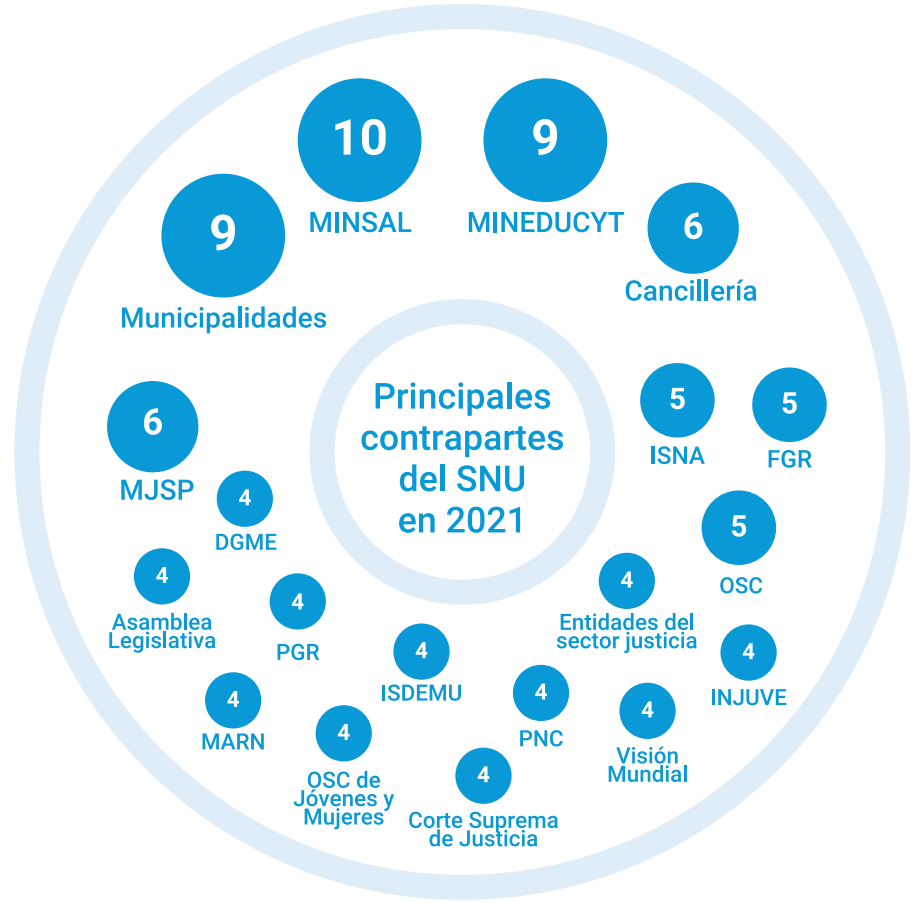 10
MINSAL
9
MINEDUCYT
9
Municipalidades
6
Cancillería
Principales
contrapartes
del SNU
en 2021
6
MJSP
5
ISNA
5
FGR
4
DGME
5
OSC
4
Asamblea
Legislativa
4
PGR
4
Entidades del
sector justicia
4
ISDEMU
4
INJUVE
4
MARN
4
PNC
4
Visión
Mundial
4
OSC de
Jóvenes y
Mujeres
4
Corte Suprema
de Justicia